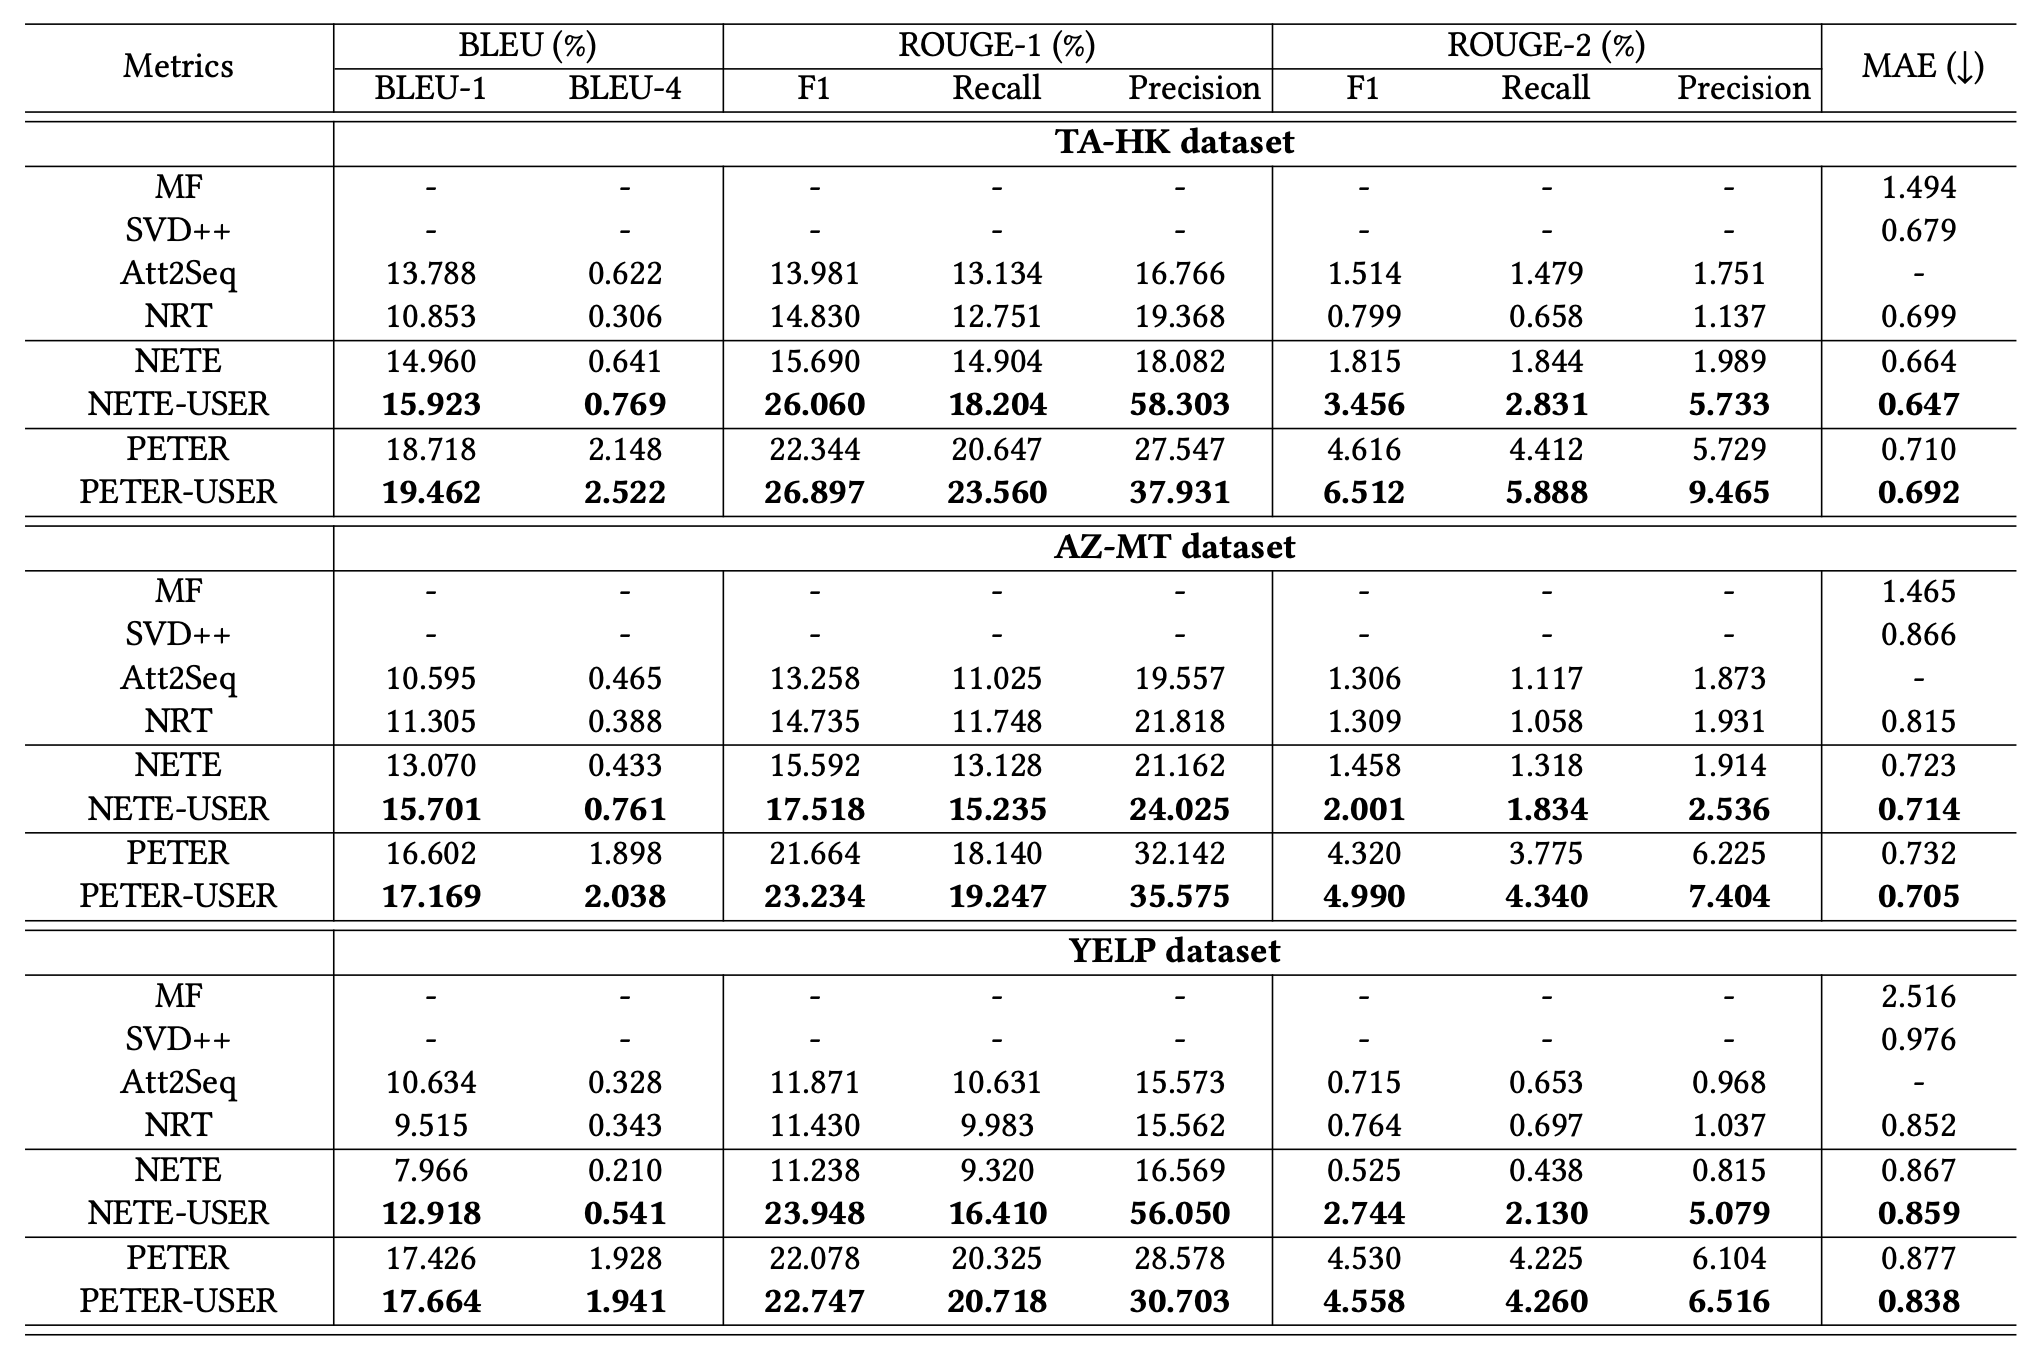 Metrics BLEU (%) ROUGE-1 (%) ROUGE-2 (%) MAE (↓)
BLEU-1 BLEU-4 F1 Recall Precision F1 Recall Precision
TA-HK dataset
MF - - - - - - - - 1.494
SVD++ - - - - - - - - 0.679
Att2Seq 13.788 0.622 13.981 13.134 16.766 1.514 1.479 1.751 -
NRT 10.853 0.306 14.830 12.751 19.368 0.799 0.658 1.137 0.699
NETE 14.960 0.641 15.690 14.904 18.082 1.815 1.844 1.989 0.664
NETE-USER 15.923 0.769 26.060 18.204 58.303 3.456 2.831 5.733 0.647
PETER 18.718 2.148 22.344 20.647 27.547 4.616 4.412 5.729 0.710
PETER-USER 19.462 2.522 26.897 23.560 37.931 6.512 5.888 9.465 0.692
AZ-MT dataset
MF - - - - - - - - 1.465
SVD++ - - - - - - - - 0.866
Att2Seq 10.595 0.465 13.258 11.025 19.557 1.306 1.117 1.873 -
NRT 11.305 0.388 14.735 11.748 21.818 1.309 1.058 1.931 0.815
NETE 13.070 0.433 15.592 13.128 21.162 1.458 1.318 1.914 0.723
NETE-USER 15.701 0.761 17.518 15.235 24.025 2.001 1.834 2.536 0.714
PETER 16.602 1.898 21.664 18.140 32.142 4.320 3.775 6.225 0.732
PETER-USER 17.169 2.038 23.234 19.247 35.575 4.990 4.340 7.404 0.705
YELP dataset
MF - - - - - - - - 2.516
SVD++ - - - - - - - - 0.976
Att2Seq 10.634 0.328 11.871 10.631 15.573 0.715 0.653 0.968 -
NRT 9.515 0.343 11.430 9.983 15.562 0.764 0.697 1.037 0.852
NETE 7.966 0.210 11.238 9.320 16.569 0.525 0.438 0.815 0.867
NETE-USER 12.918 0.541 23.948 16.410 56.050 2.744 2.130 5.079 0.859
PETER 17.426 1.928 22.078 20.325 28.578 4.530 4.225 6.104 0.877
PETER-USER 17.664 1.941 22.747 20.718 30.703 4.558 4.260 6.516 0.838